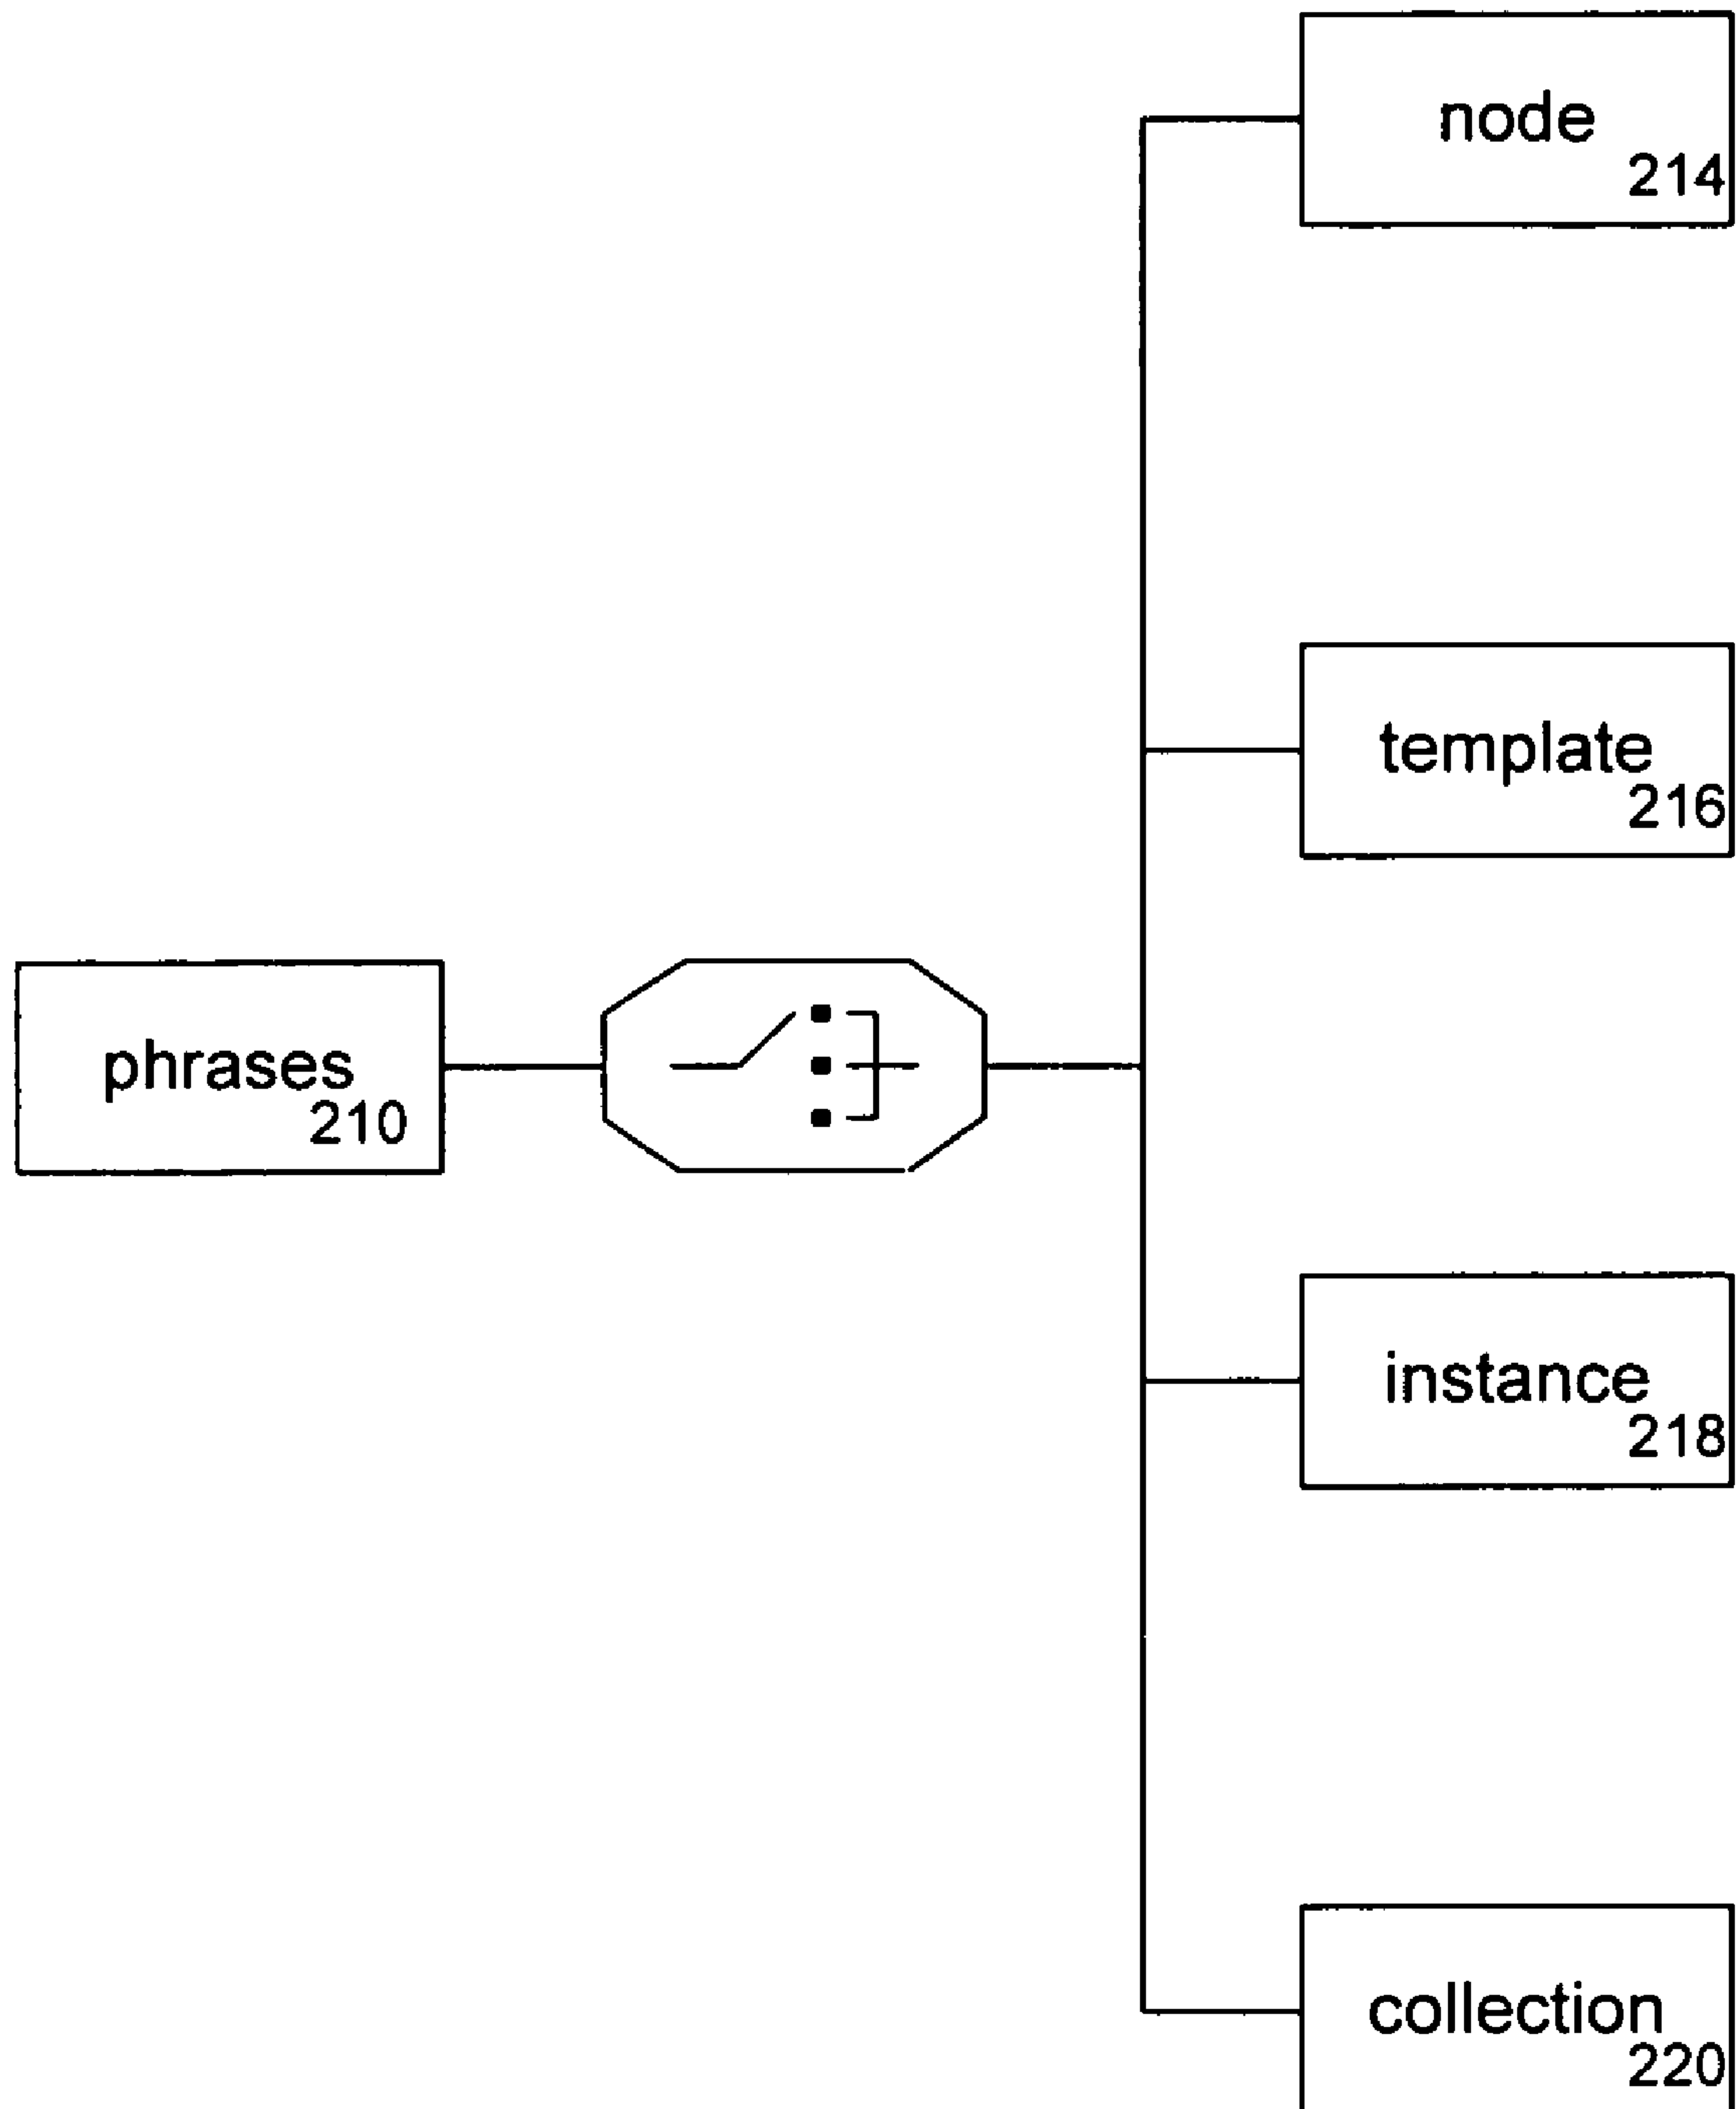 node
214
template
216
phrases
210
instance
218
collection
220